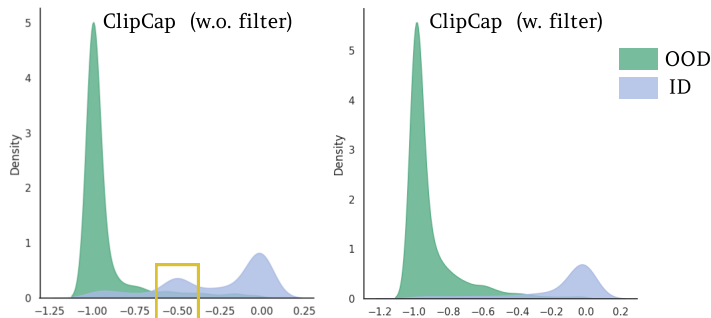 ClipCap (w.o. filter)
ClipCap (w. filter)
OOD
ID
Density
5
4
3
2
1
0
−1.25 −1.00 −0.75 −0.50 −0.25 0.00 0.25
Density
5
4
3
2
1
0
−1.2 −1.0 −0.8 −0.6 −0.4 −0.2 0.0 0.2